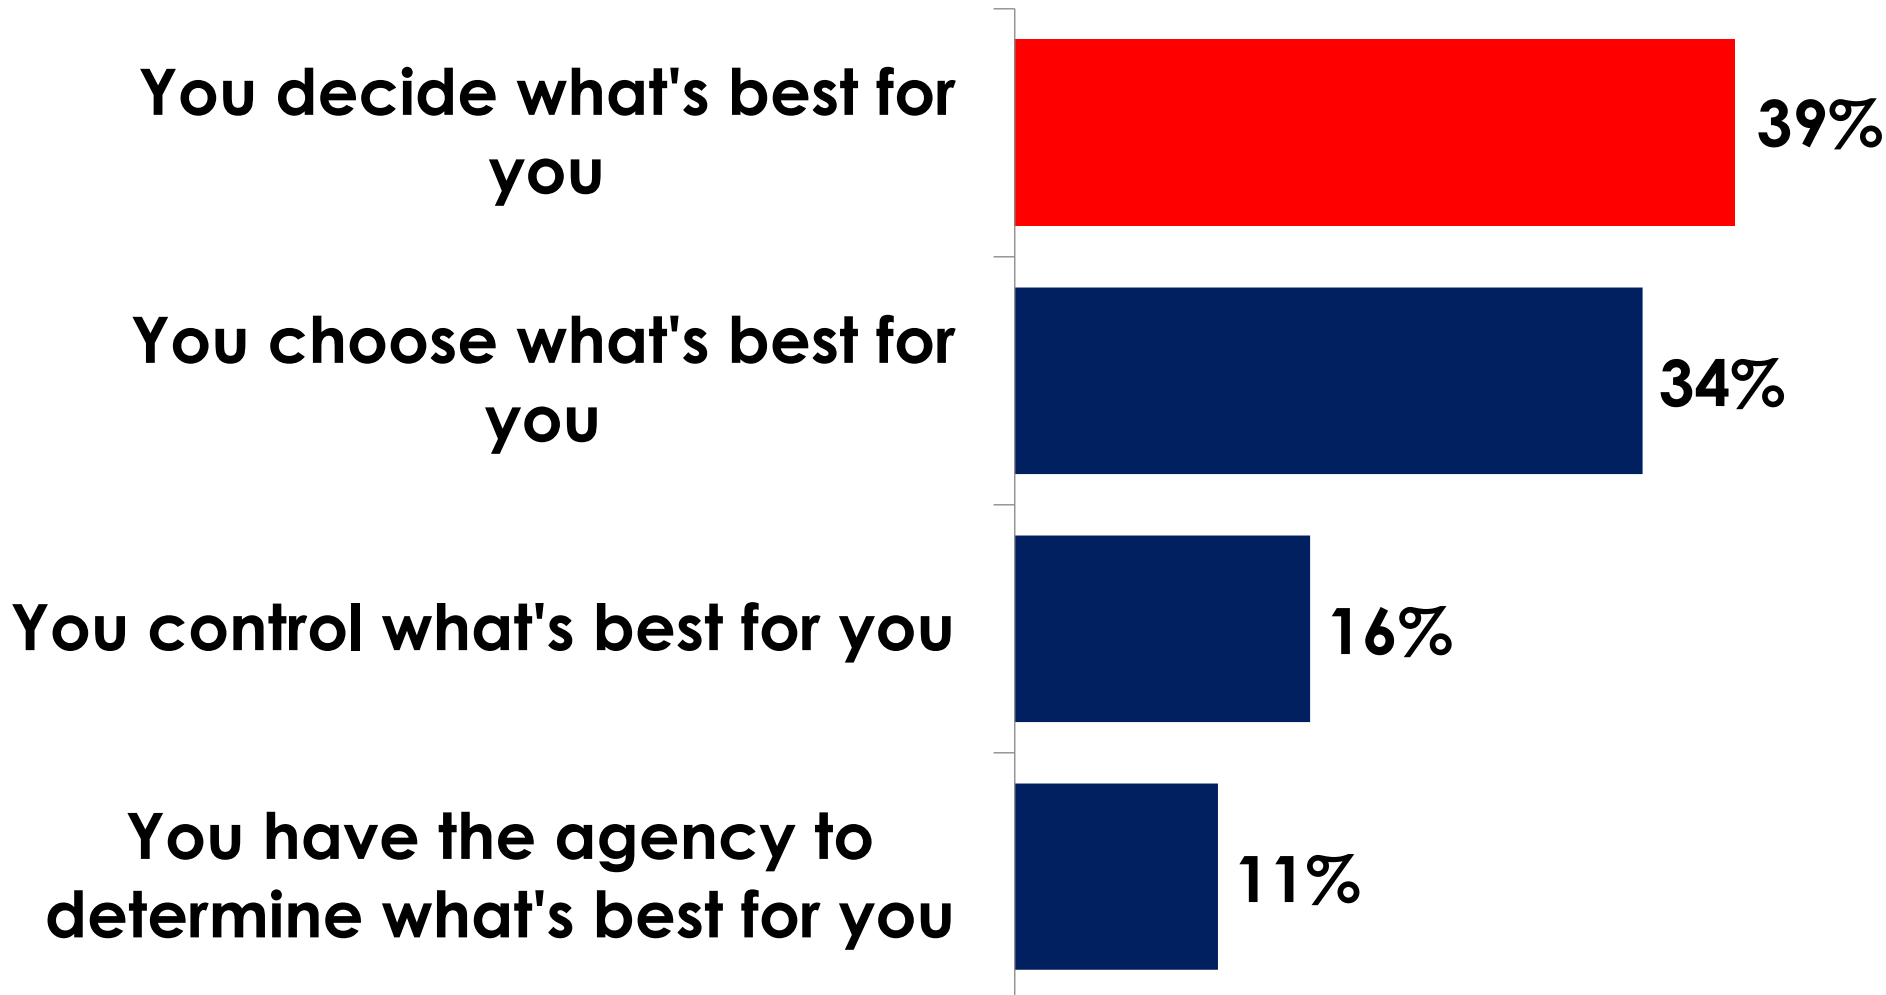 You decide what's best for
you
39%
You choose what's best for
you
34%
You control what's best for you
16%
You have the agency to
determine what's best for you
11%